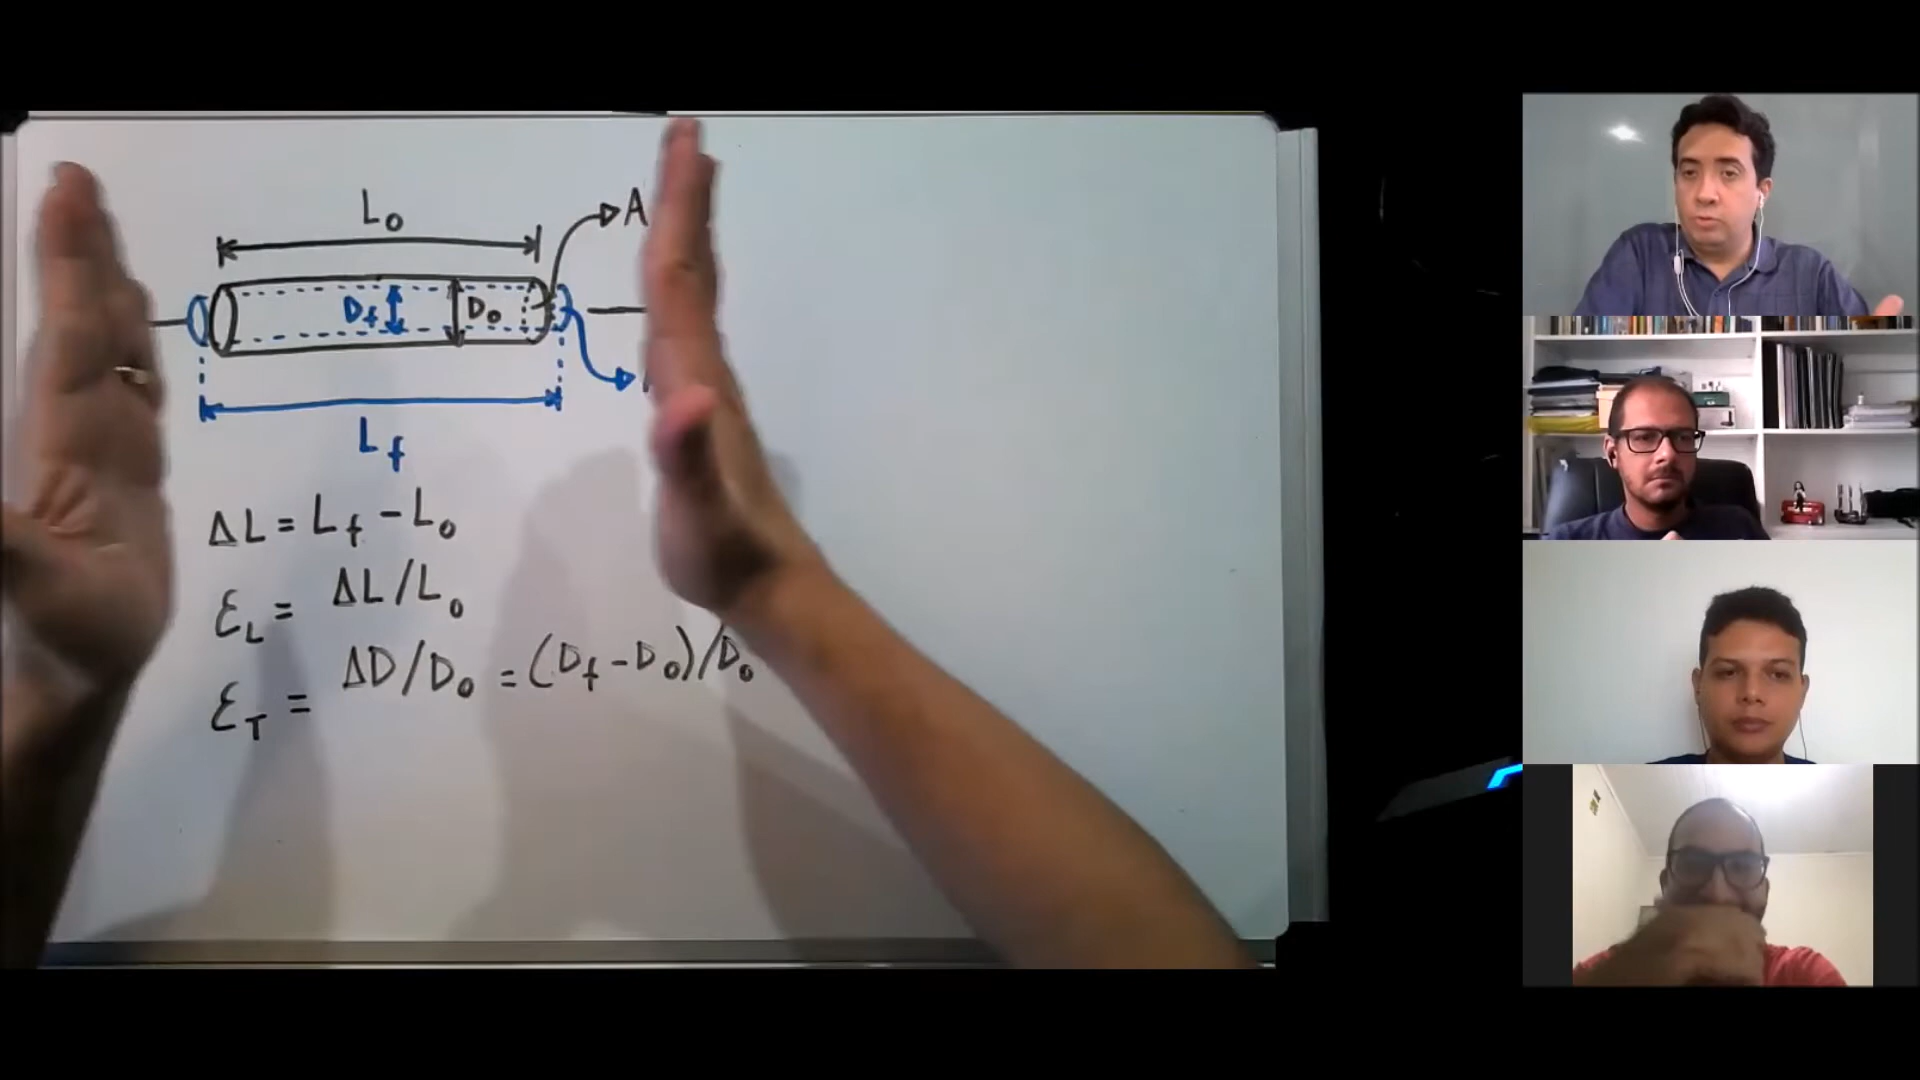 L₀
A
D_f D₀
L_f
ΔL = L_f - L₀
ε_L = ΔL/L₀
ε_T = ΔD/D₀ = (D_f - D₀)/D₀